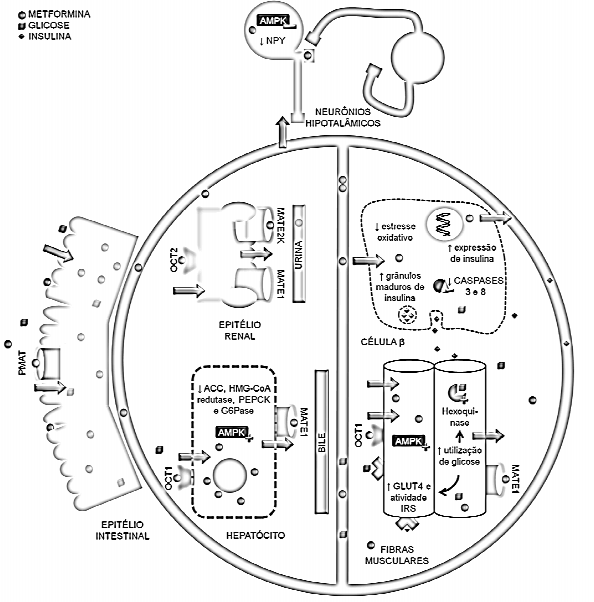 METFORMINA
GLICOSE
INSULINA
AMPK
↓ NPY
NEURÔNIOS
HIPOTALÂMICOS
OCT2
MATE2K
MATE1
URINA
EPITÉLIO
RENAL
↓ estresse
oxidativo
↑ expressão
de insulina
↑ grânulos
maduros de
insulina
↓ CASPASES
3 e 8
CÉLULA β
PMAT
EPITÉLIO
INTESTINAL
↓ ACC, HMG-CoA
redutase, PEPCK
e G6Pase
AMPK
OCT1
MATE1
BILE
HEPATÓCITO
OCT1
AMPK
Hexoqui-
nase
↑ utilização
de glicose
↑ GLUT4 e
atividade
IRS
MATE1
FIBRAS
MUSCULARES